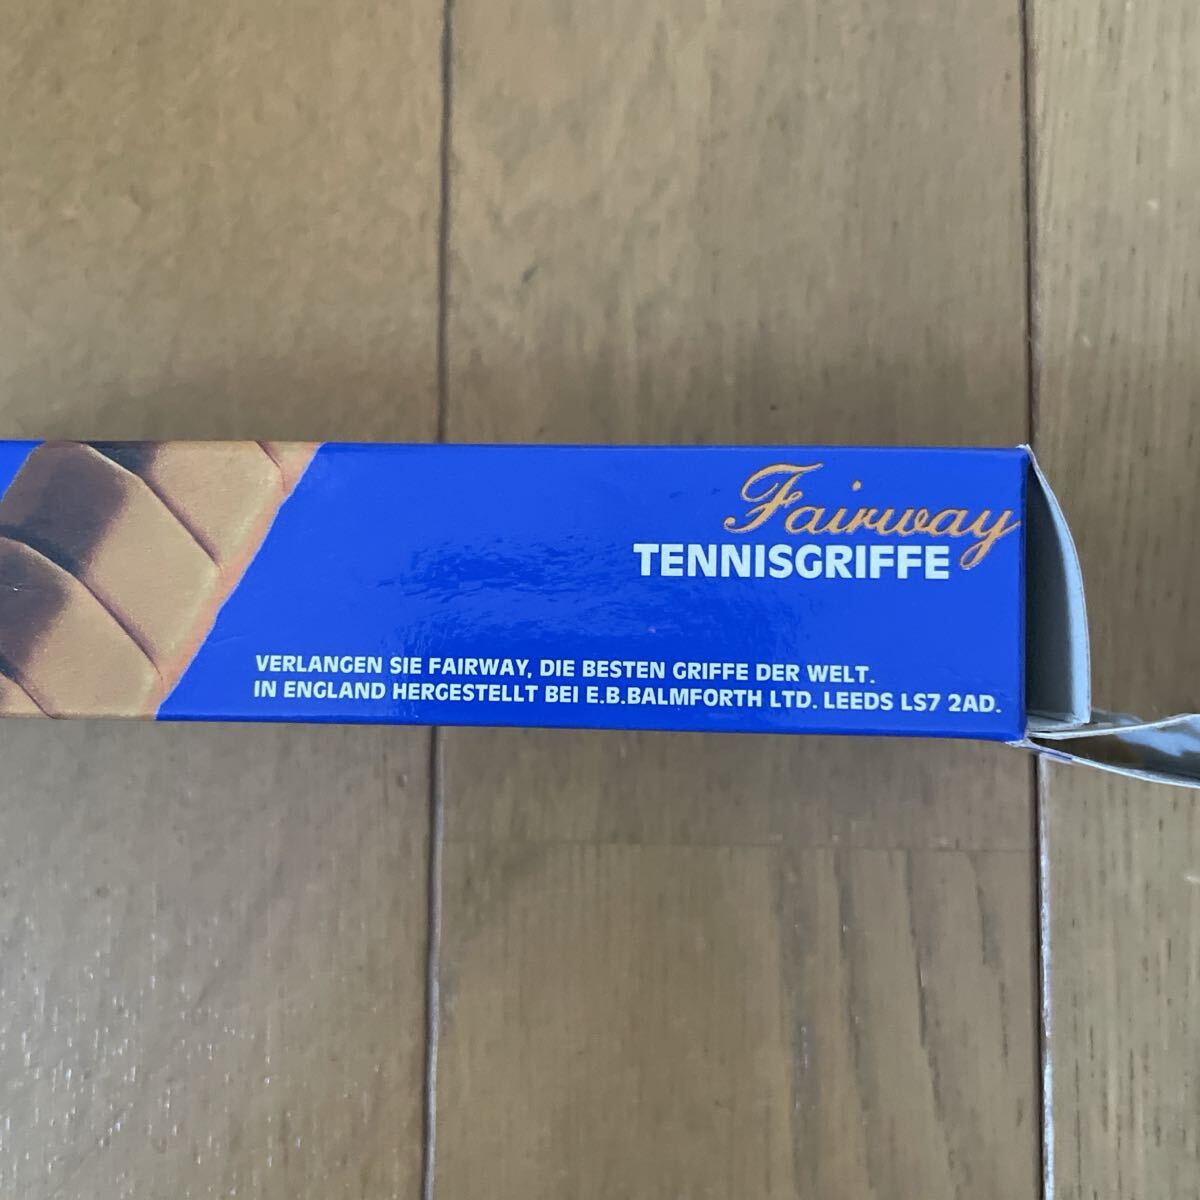 Fairway
TENNISGRIFFE
VERLANGEN SIE FAIRWAY, DIE BESTEN GRIFFE DER WELT.
IN ENGLAND HERGESTELLT BEI E.B.BALMFORTH LTD. LEEDS LS7 2AD.